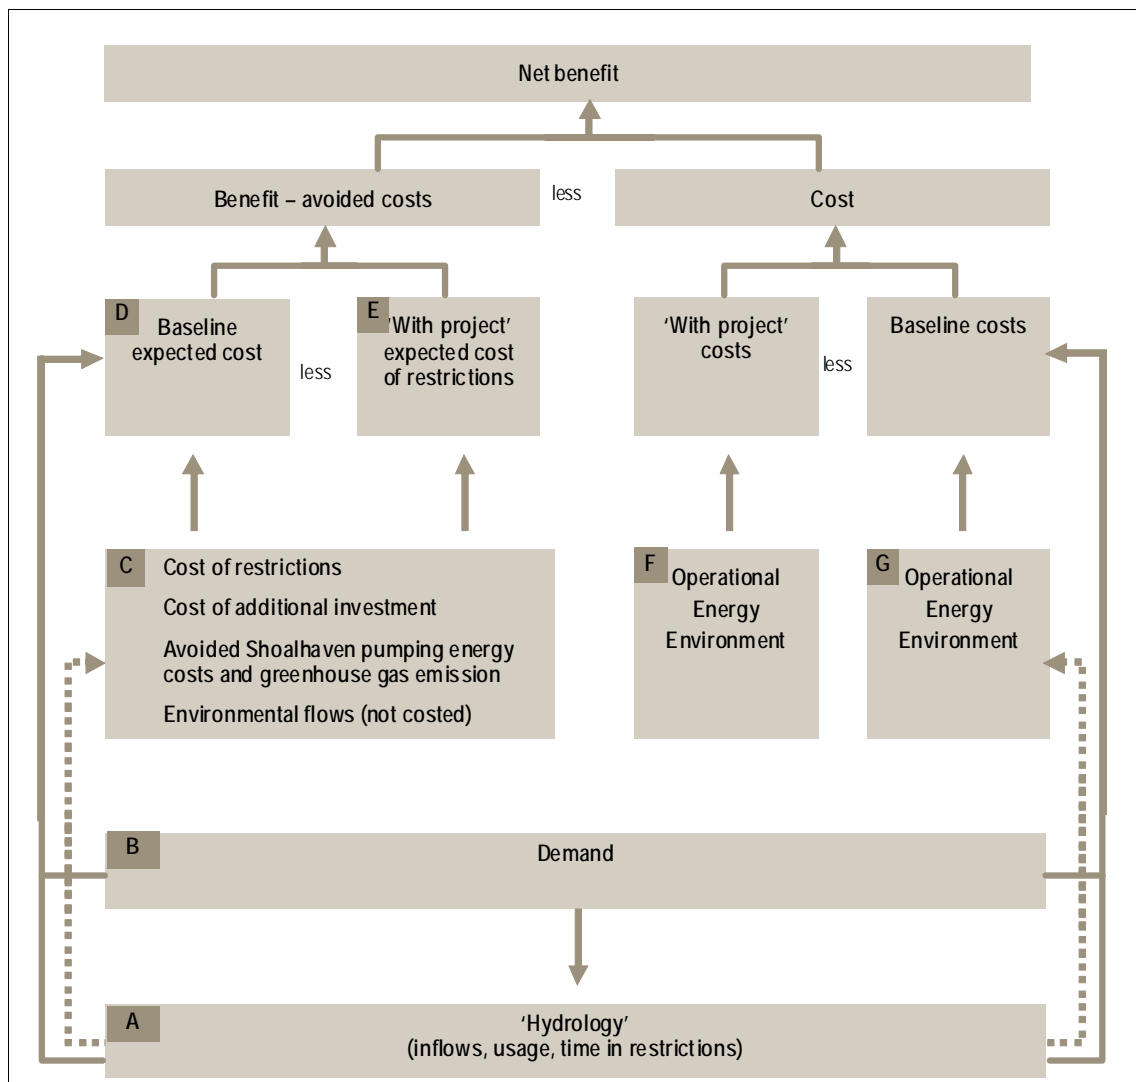 Net benefit
Benefit – avoided costs
less
Cost
D
Baseline
expected cost
less
E
'With project'
expected cost
of restrictions
'With project'
costs
less
Baseline costs
C
Cost of restrictions
Cost of additional investment
Avoided Shoalhaven pumping energy
costs and greenhouse gas emission
Environmental flows (not costed)
F
Operational
Energy
Environment
G
Operational
Energy
Environment
B
Demand
A
'Hydrology'
(inflows, usage, time in restrictions)